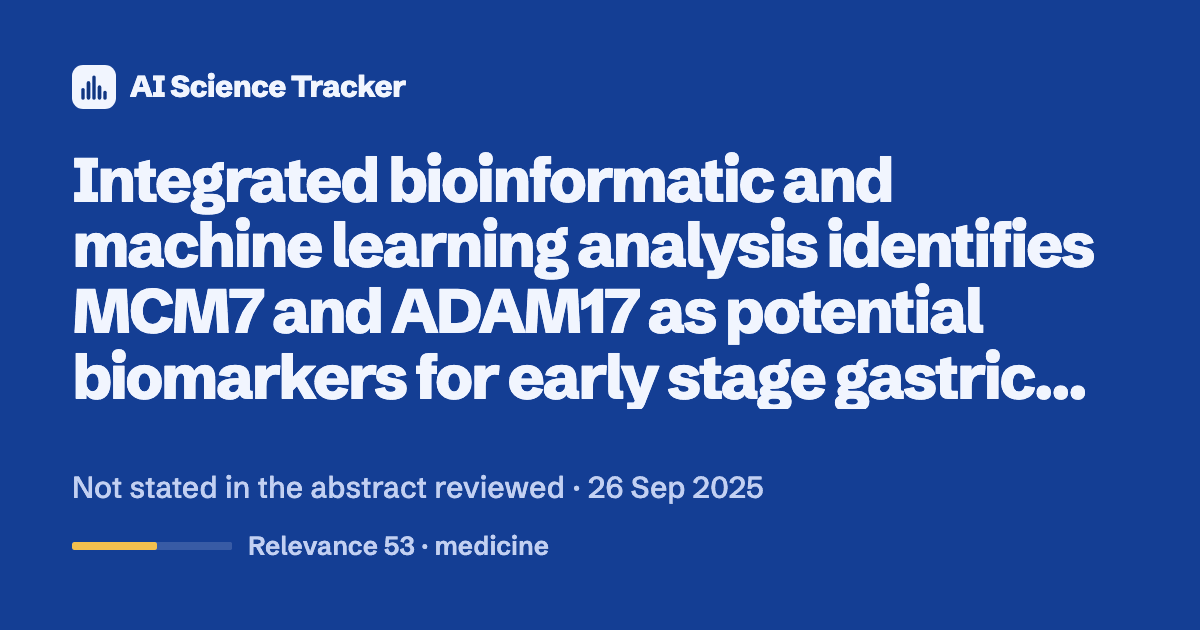 AI Science Tracker
Integrated bioinformatic and
machine learning analysis identifies
MCM7 and ADAM17 as potential
biomarkers for early stage gastric...
Not stated in the abstract reviewed · 26 Sep 2025
Relevance 53 · medicine